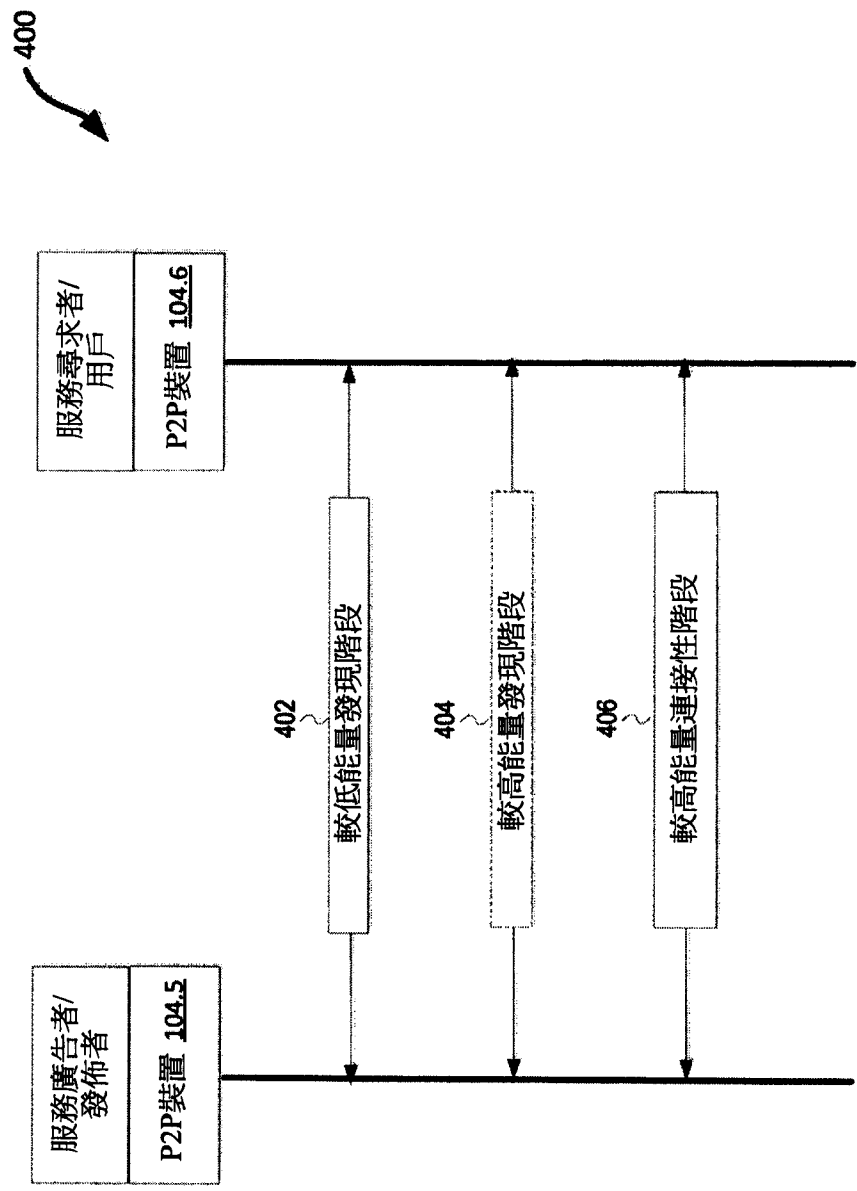 400
服務廣告者/
發佈者
P2P裝置 104.5
服務尋求者/
用戶
P2P裝置 104.6
402
較低能量發現階段
404
較高能量發現階段
406
較高能量連接性階段